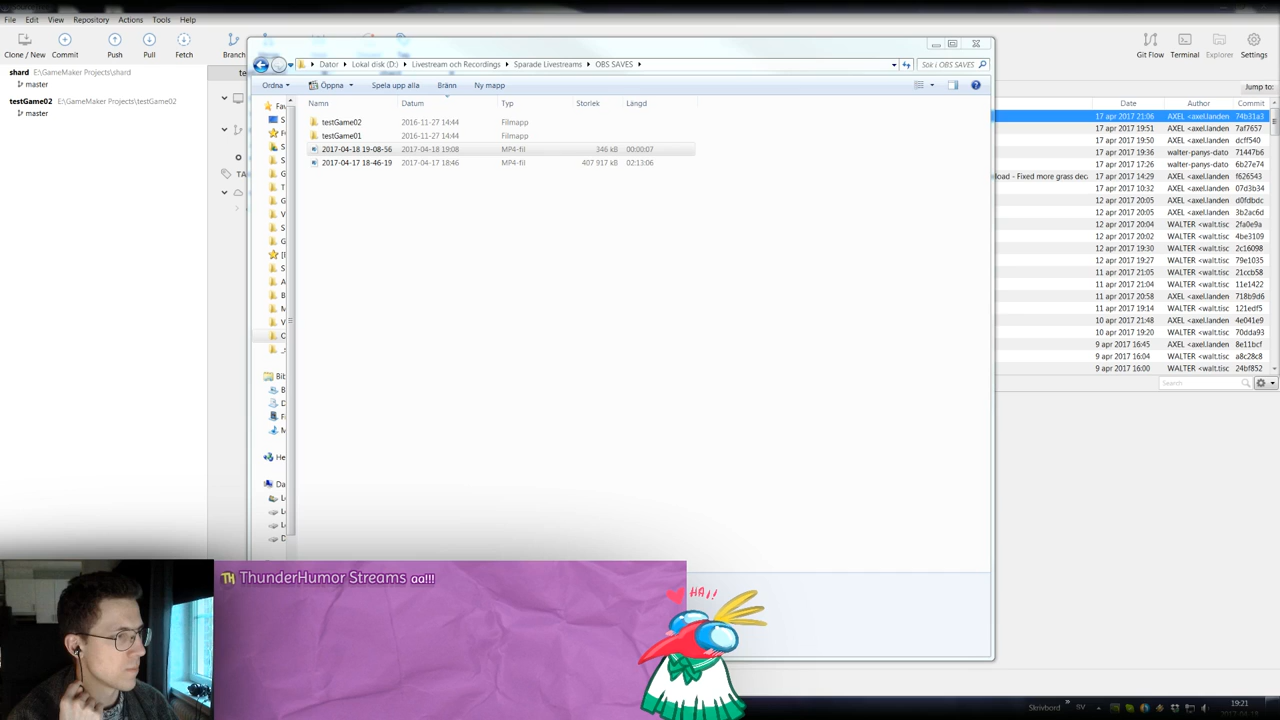 File Edit View Repository Actions Tools Help
Clone / New Commit Push Pull Fetch Branch Git Flow Terminal Explorer Settings
shard E:\GameMaker Projects\shard
master
testGame02 E:\GameMaker Projects\testGame02
master
Dator Lokal disk (D:) Livestream och Recordings Sparade Livestreams OBS SAVES Sök i OBS SAVES
Ordna Öppna Spela upp alla Bränn Ny mapp
Namn Datum Typ Storlek Längd
testGame02 2016-11-27 14:44 Filmapp
testGame01 2016-11-27 14:44 Filmapp
2017-04-18 19-08-56 2017-04-18 19:08 MP4-fil 346 kB 00:00:07
2017-04-17 18-46-19 2017-04-17 18:46 MP4-fil 407 917 kB 02:13:06
Jump to:
Date Author Commit
17 apr 2017 21:06 AXEL <axel.landen 74b31a3
17 apr 2017 19:51 AXEL <axel.landen 7af7657
17 apr 2017 19:50 AXEL <axel.landen dcff540
17 apr 2017 19:36 walter-panys-dato 71447b6
17 apr 2017 17:26 walter-panys-dato 6b27e74
load - Fixed more grass dec 17 apr 2017 14:29 AXEL <axel.landen f626543
17 apr 2017 10:32 AXEL <axel.landen 07d3b34
12 apr 2017 20:05 AXEL <axel.landen d0fdbdc
12 apr 2017 20:05 AXEL <axel.landen 3b2ac6d
12 apr 2017 20:04 WALTER <walt.tisc 2fa0e9a
12 apr 2017 20:02 WALTER <walt.tisc 4be3109
12 apr 2017 19:30 WALTER <walt.tisc 2c16098
12 apr 2017 19:27 WALTER <walt.tisc 79e1035
11 apr 2017 21:05 WALTER <walt.tisc 21ccb58
11 apr 2017 21:04 WALTER <walt.tisc 11e1422
11 apr 2017 20:58 AXEL <axel.landen 718b9d6
11 apr 2017 19:14 WALTER <walt.tisc 121edf5
10 apr 2017 21:48 AXEL <axel.landen 4e041e9
10 apr 2017 19:20 WALTER <walt.tisc 70dda93
9 apr 2017 16:45 AXEL <axel.landen 8e11bcf
9 apr 2017 16:04 WALTER <walt.tisc a8c28c8
9 apr 2017 16:00 WALTER <walt.tisc 24bf852
Search
TH ThunderHumor Streams aa!!!
HA!!
Skrivbord SV 19:21